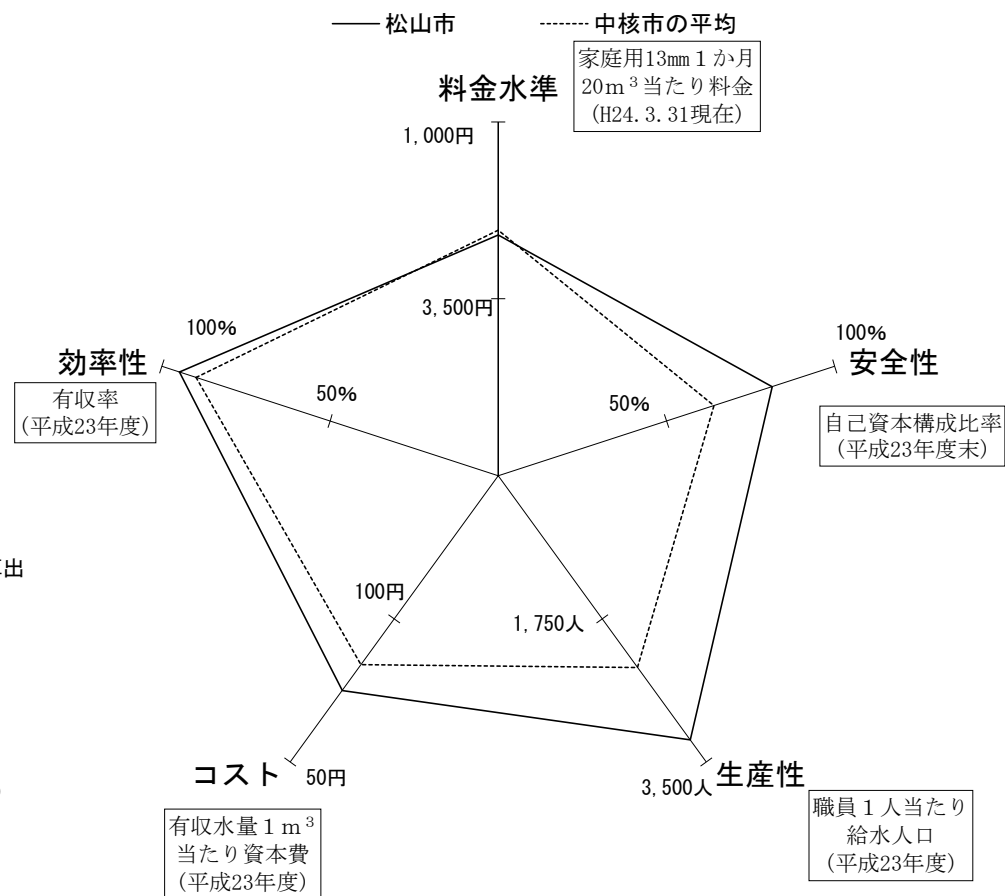 松山市
中核市の平均
家庭用13mm１か月
20ｍ³当たり料金
(H24.3.31現在)
料金水準
1,000円
3,500円
100%
効率性
有収率
(平成23年度)
50%
100%
安全性
50%
自己資本構成比率
(平成23年度末)
出
100円
1,750人
コスト
50円
有収水量１ｍ³
当たり資本費
(平成23年度)
生産性
3,500人
職員１人当たり
給水人口
(平成23年度)